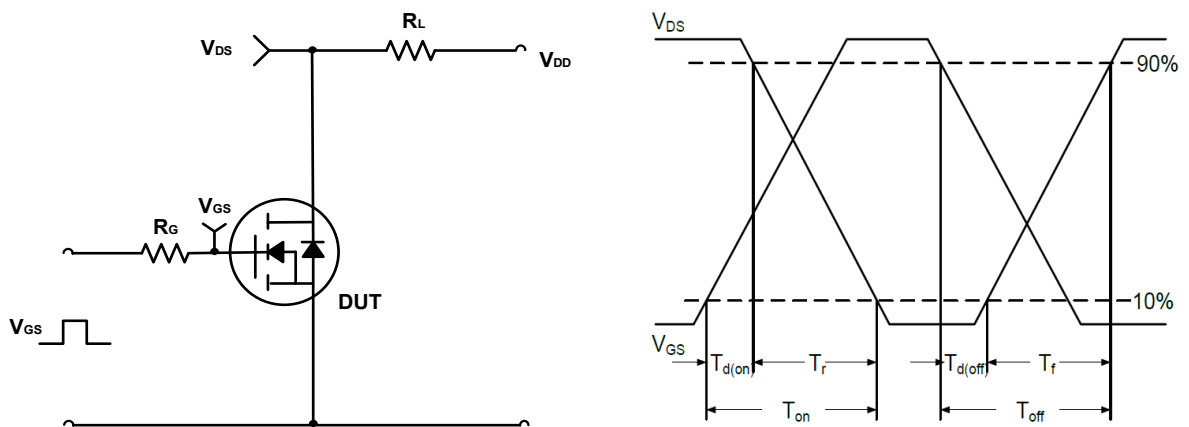 RL
VDS
VDD
VGS
RG
DUT
VGS
VDS
90%
10%
VGS
Td(on)
Tr
Td(off)
Tf
Ton
Toff